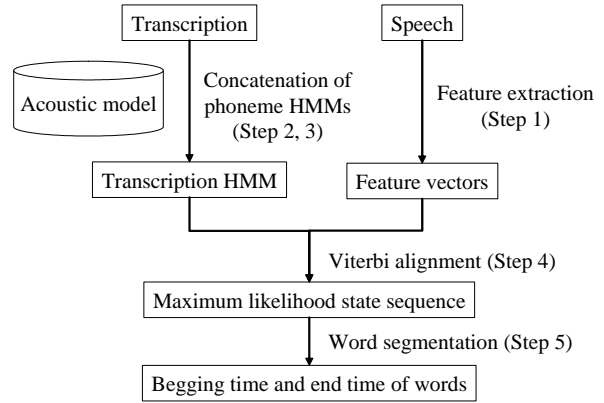 Transcription
Speech
Acoustic model
Concatenation of
phoneme HMMs
(Step 2, 3)
Feature extraction
(Step 1)
Transcription HMM
Feature vectors
Viterbi alignment (Step 4)
Maximum likelihood state sequence
Word segmentation (Step 5)
Begging time and end time of words